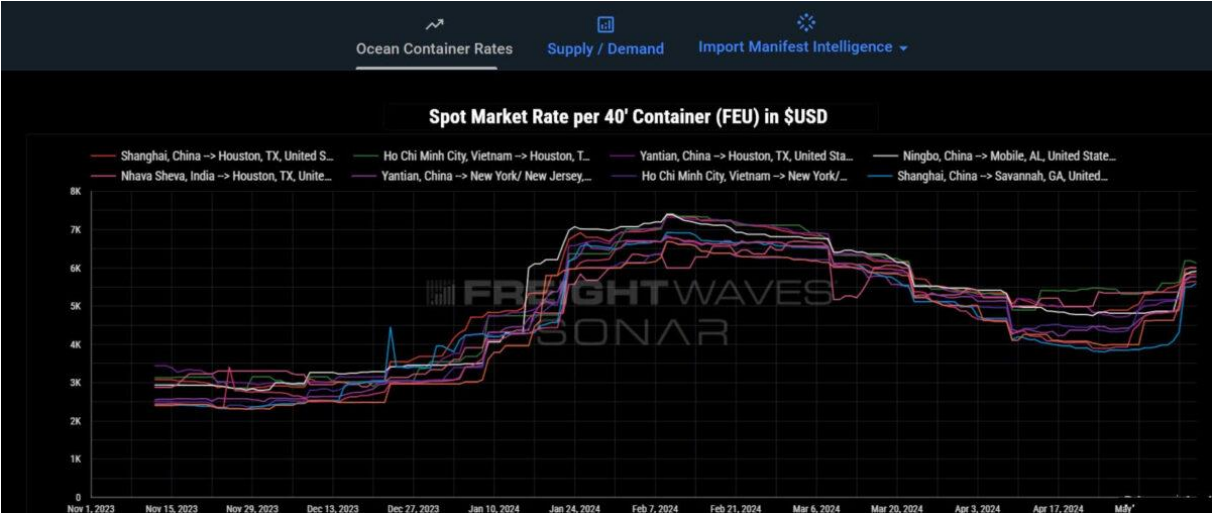 Ocean Container Rates Supply / Demand Import Manifest Intelligence
Spot Market Rate per 40' Container (FEU) in $USD
Shanghai, China --> Houston, TX, United S... Ho Chi Minh City, Vietnam --> Houston, T... Yantian, China --> Houston, TX, United Sta... Ningbo, China --> Mobile, AL, United State...
Nhava Sheva, India --> Houston, TX, Unite... Yantian, China --> New York/ New Jersey,... Ho Chi Minh City, Vietnam --> New York/... Shanghai, China --> Savannah, GA, United...
8K
7K
6K
5K
4K
3K
2K
1K
0
FREIGHTWAVES
SONAR
Nov 1, 2023 Nov 15, 2023 Nov 29, 2023 Dec 13, 2023 Dec 27, 2023 Jan 10, 2024 Jan 24, 2024 Feb 7, 2024 Feb 21, 2024 Mar 6, 2024 Mar 20, 2024 Apr 3, 2024 Apr 17, 2024 May